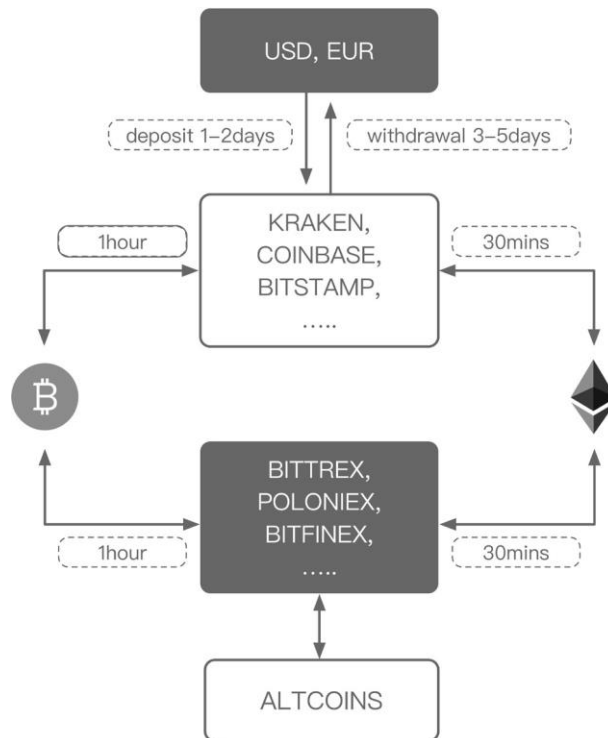 USD, EUR
deposit 1–2days
withdrawal 3–5days
KRAKEN,
COINBASE,
BITSTAMP,
.....
1hour
30mins
BITTREX,
POLONIEX,
BITFINEX,
.....
1hour
30mins
ALTCOINS